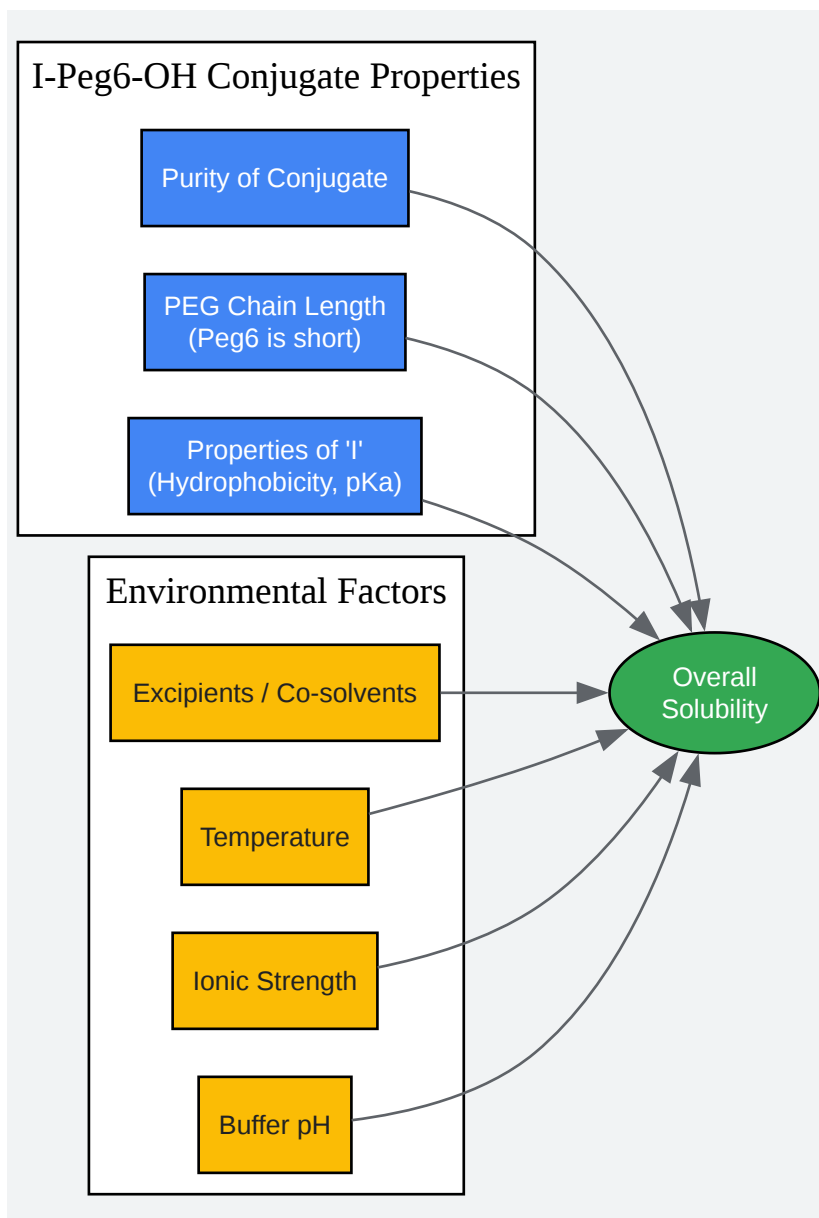 I-Peg6-OH Conjugate Properties
Purity of Conjugate
PEG Chain Length
(Peg6 is short)
Properties of 'I'
(Hydrophobicity, pKa)
Environmental Factors
Excipients / Co-solvents
Temperature
Ionic Strength
Buffer pH
Overall
Solubility